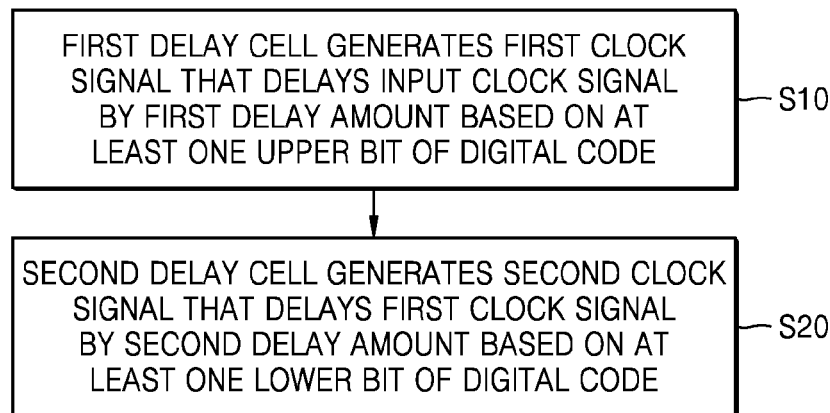 FIRST DELAY CELL GENERATES FIRST CLOCK
SIGNAL THAT DELAYS INPUT CLOCK SIGNAL
BY FIRST DELAY AMOUNT BASED ON AT
LEAST ONE UPPER BIT OF DIGITAL CODE
S10
SECOND DELAY CELL GENERATES SECOND CLOCK
SIGNAL THAT DELAYS FIRST CLOCK SIGNAL
BY SECOND DELAY AMOUNT BASED ON AT
LEAST ONE LOWER BIT OF DIGITAL CODE
S20